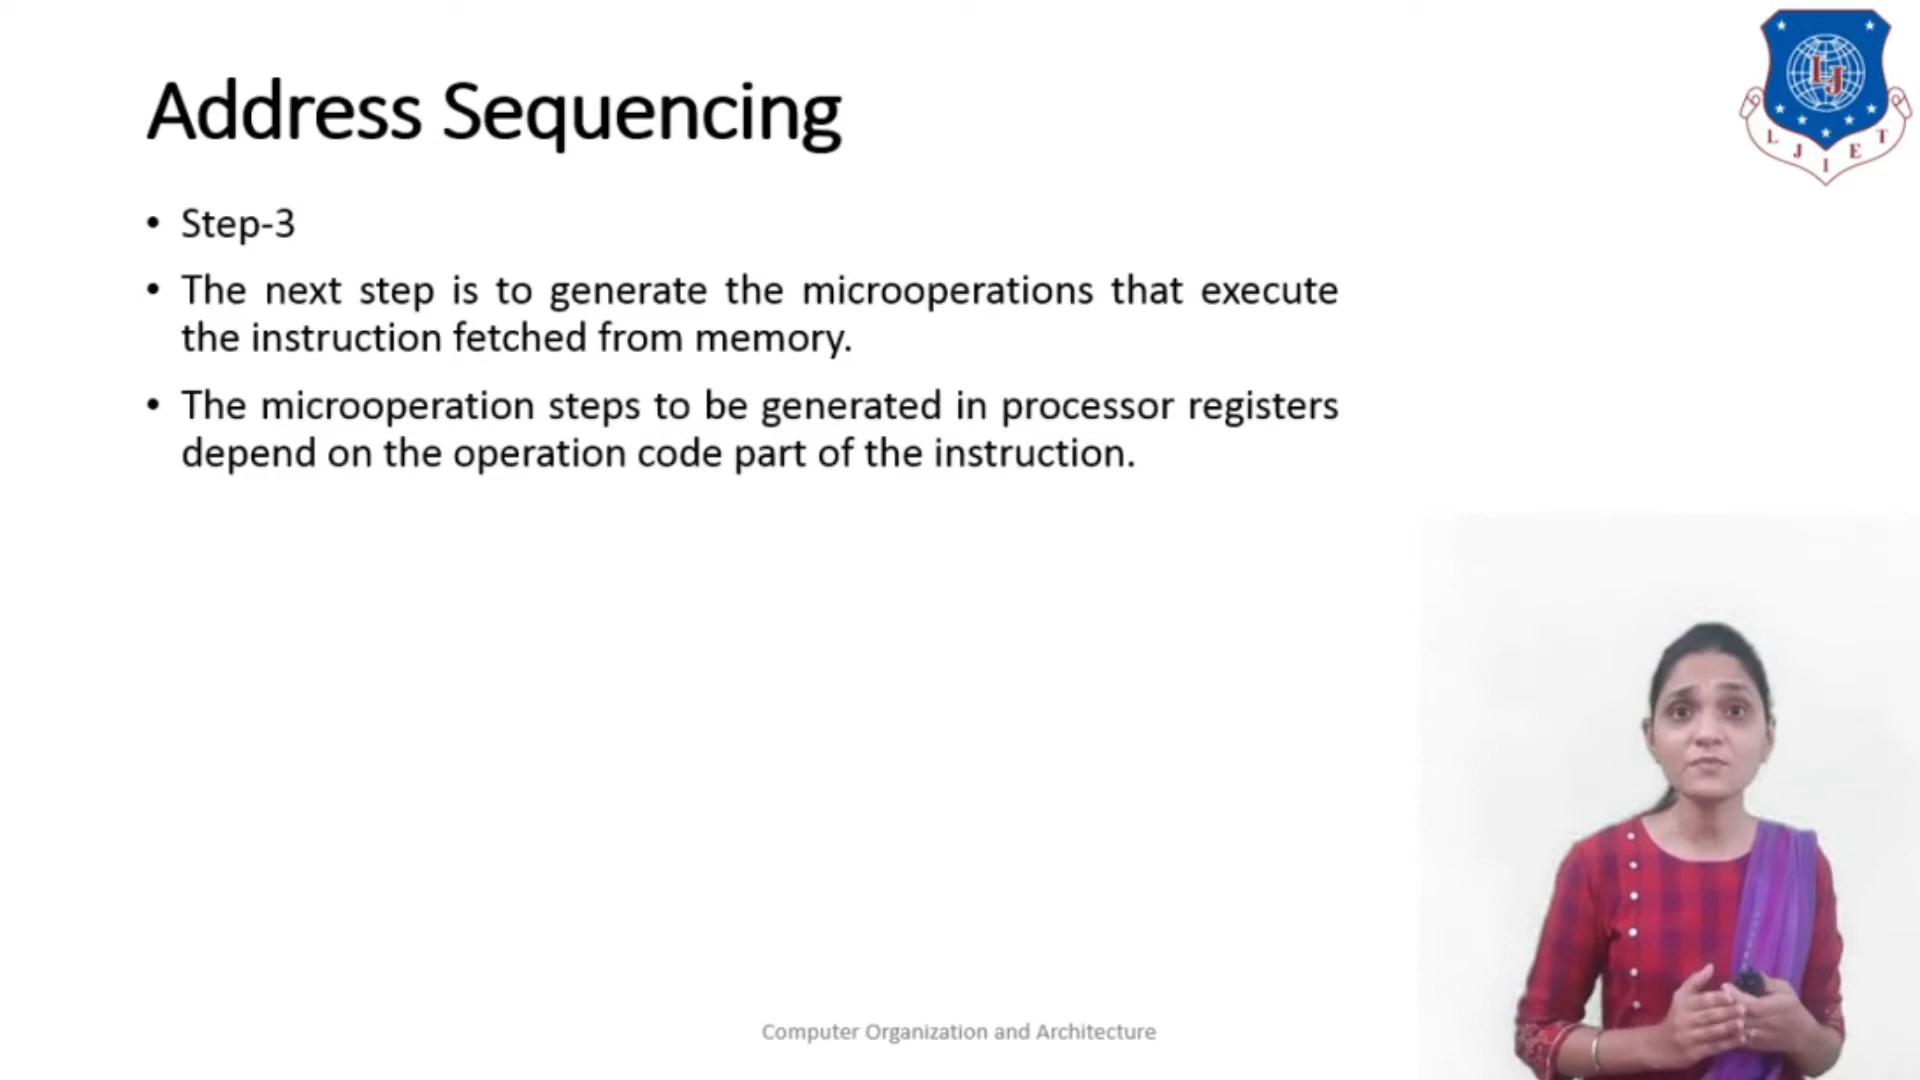 Address Sequencing
• Step-3
• The next step is to generate the microoperations that execute
the instruction fetched from memory.
• The microoperation steps to be generated in processor registers
depend on the operation code part of the instruction.
LJ
L J I E T
Computer Organization and Architecture